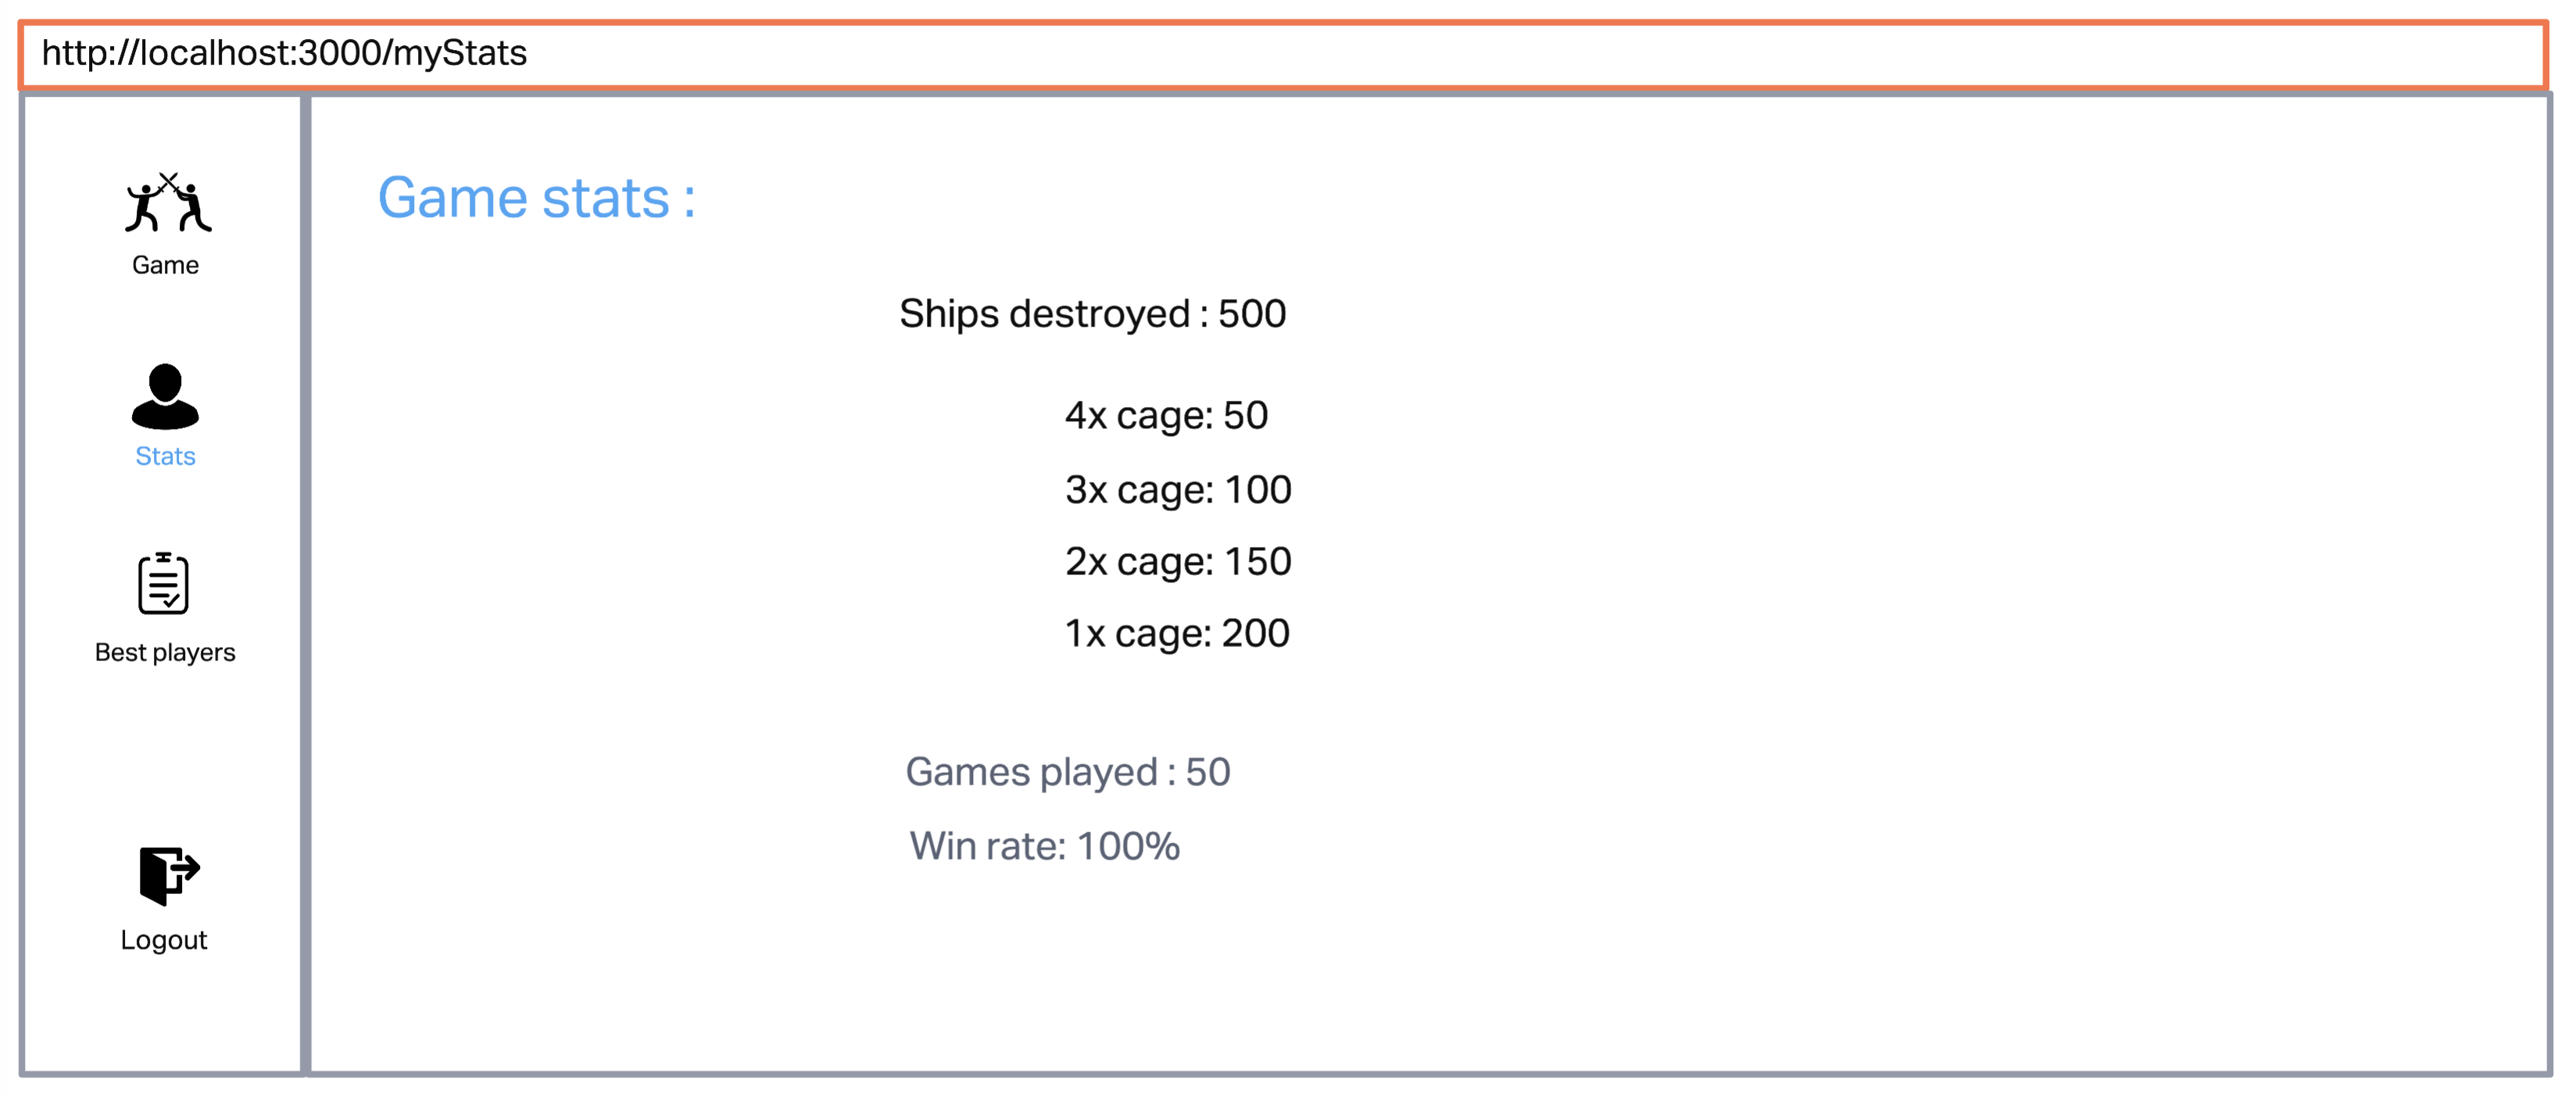 http://localhost:3000/myStats
Game
Stats
Best players
Logout
Game stats :
Ships destroyed : 500
4x cage: 50
3x cage: 100
2x cage: 150
1x cage: 200
Games played : 50
Win rate: 100%